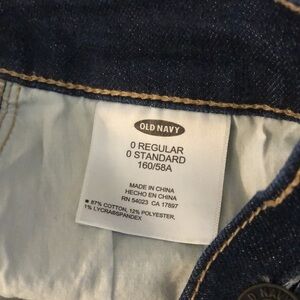 OLD NAVY
0 REGULAR
0 STANDARD
160/58A
MADE IN CHINA
HECHO EN CHINA
RN 54023 CA 17897
● 87% COTTON, 12% POLYESTER,
1% LYCRA®SPANDEX